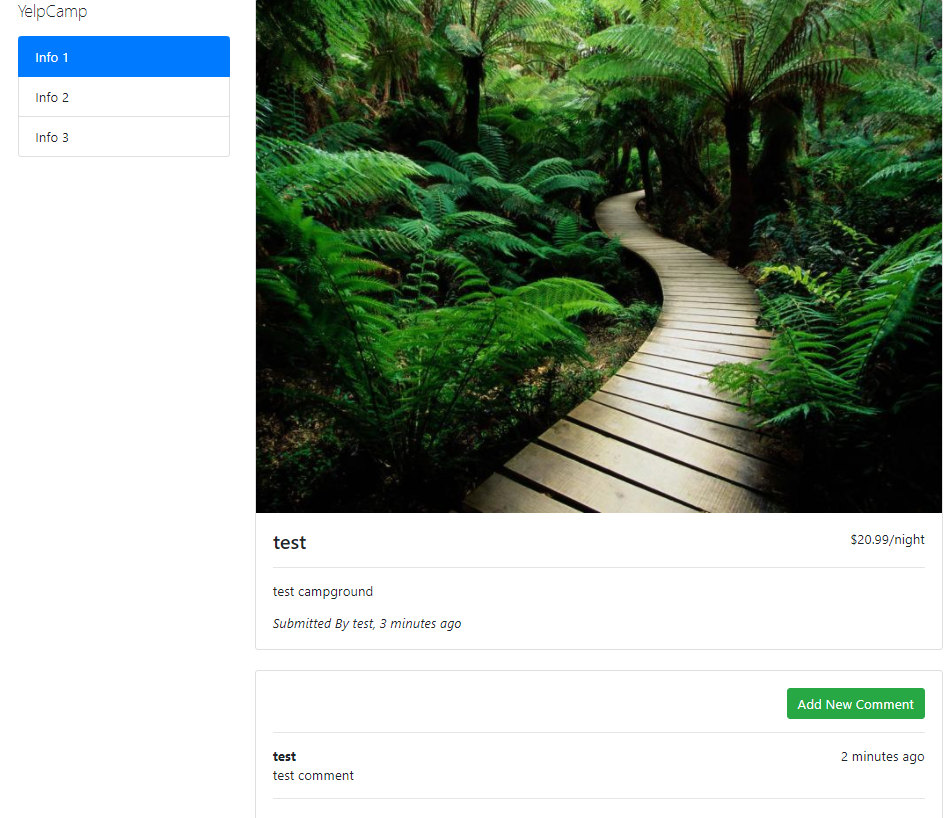 YelpCamp
Info 1
Info 2
Info 3
test
$20.99/night
test campground
Submitted By test, 3 minutes ago
Add New Comment
test
2 minutes ago
test comment